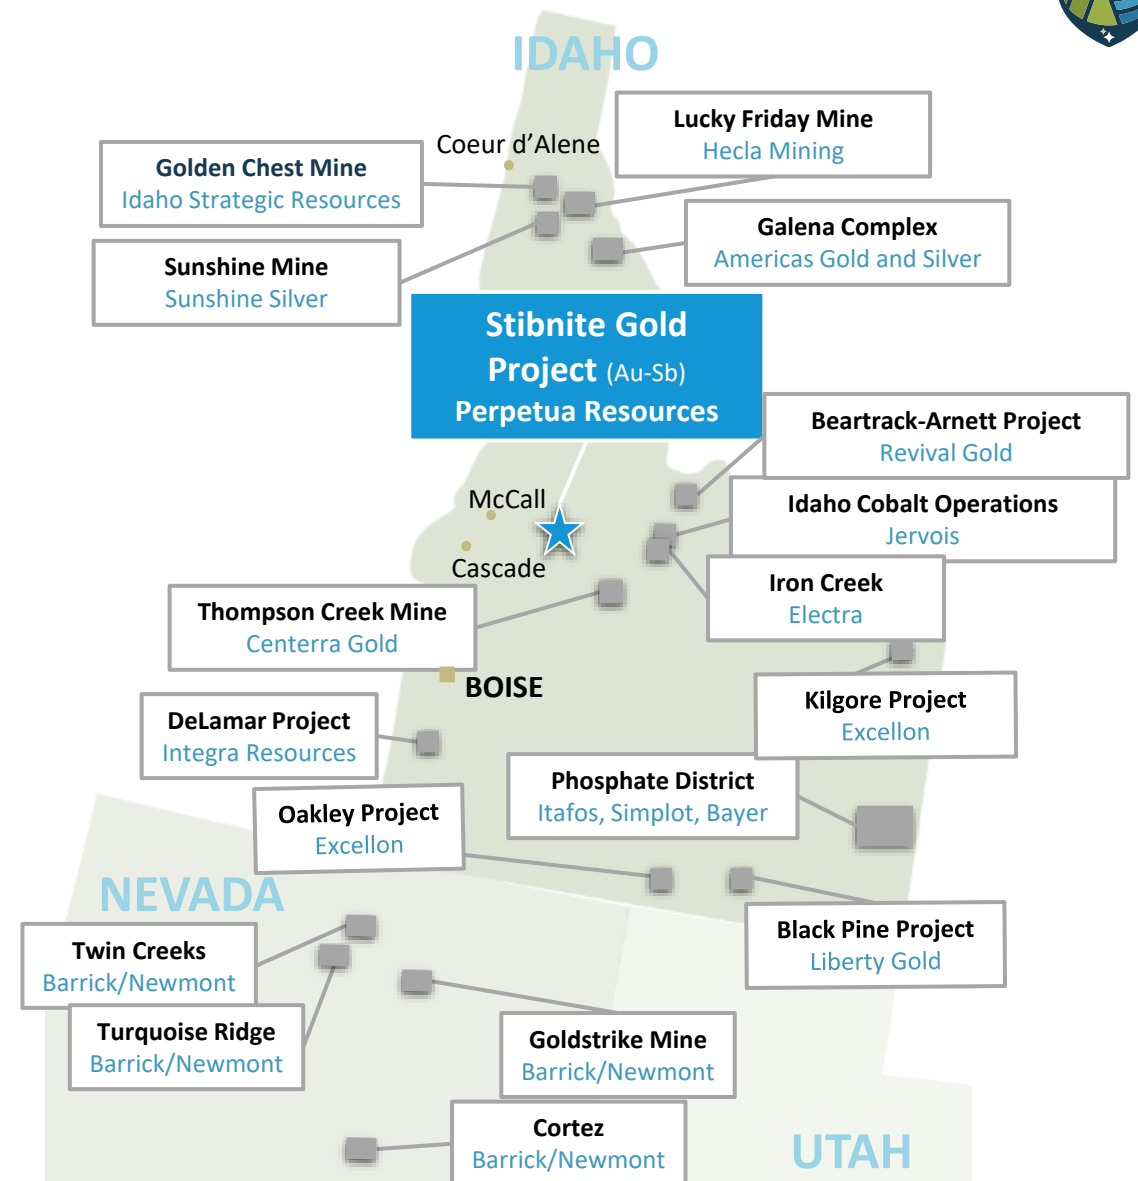 IDAHO
Lucky Friday Mine
Hecla Mining
Coeur d’Alene
Golden Chest Mine
Idaho Strategic Resources
Galena Complex
Americas Gold and Silver
Sunshine Mine
Sunshine Silver
Stibnite Gold
Project (Au-Sb)
Perpetua Resources
Beartrack-Arnett Project
Revival Gold
McCall
Idaho Cobalt Operations
Jervois
Cascade
Iron Creek
Electra
Thompson Creek Mine
Centerra Gold
BOISE
Kilgore Project
Excellon
DeLamar Project
Integra Resources
Phosphate District
Itafos, Simplot, Bayer
Oakley Project
Excellon
NEVADA
Black Pine Project
Liberty Gold
Twin Creeks
Barrick/Newmont
Turquoise Ridge
Barrick/Newmont
Goldstrike Mine
Barrick/Newmont
Cortez
Barrick/Newmont
UTAH